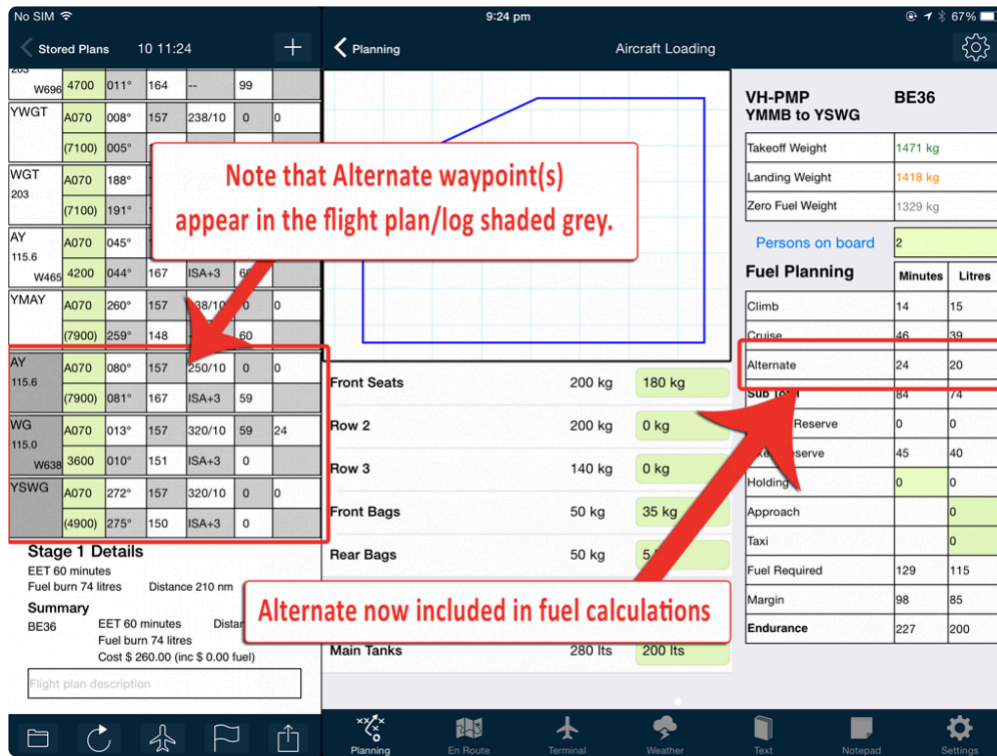 No SIM 9:24 pm 67%
Stored Plans 10 11:24 +
Planning Aircraft Loading
W696 4700 011° 164 -- 99
YWGT A070 008° 157 238/10 0 0
(7100) 005°
WGT A070 188°
203
(7100) 191°
AY A070 045°
115.6
W465 4200 044° 167 ISA+3
YMAY A070 260° 157 0 0
(7900) 259° 148 60
AY A070 080° 157 250/10 0 0
115.6
(7900) 081° 167 ISA+3 59
WG A070 013° 157 320/10 59 24
115.0
W638 3600 010° 151 ISA+3 0
YSWG A070 272° 157 320/10 0 0
(4900) 275° 150 ISA+3 0
Stage 1 Details
EET 60 minutes
Fuel burn 74 litres Distance 210 nm
Summary
BE36 EET 60 minutes
Fuel burn 74 litres
Cost $ 260.00 (inc $ 0.00 fuel)
Flight plan description
Note that Alternate waypoint(s)
appear in the flight plan/log shaded grey.
Front Seats 200 kg 180 kg
Row 2 200 kg 0 kg
Row 3 140 kg 0 kg
Front Bags 50 kg 35 kg
Rear Bags 50 kg
Alternate now included in fuel calculations
Main Tanks 280 lts 200 lts
VH-PMP BE36
YMMB to YSWG
Takeoff Weight 1471 kg
Landing Weight 1418 kg
Zero Fuel Weight 1329 kg
Persons on board 2
Fuel Planning Minutes Litres
Climb 14 15
Cruise 46 39
Alternate 24 20
Sub 84 74
Reserve 0 0
45 40
Holding 0 0
Approach 0
Taxi 0
Fuel Required 129 115
Margin 98 85
Endurance 227 200
Planning En Route Terminal Weather Text Notepad Settings